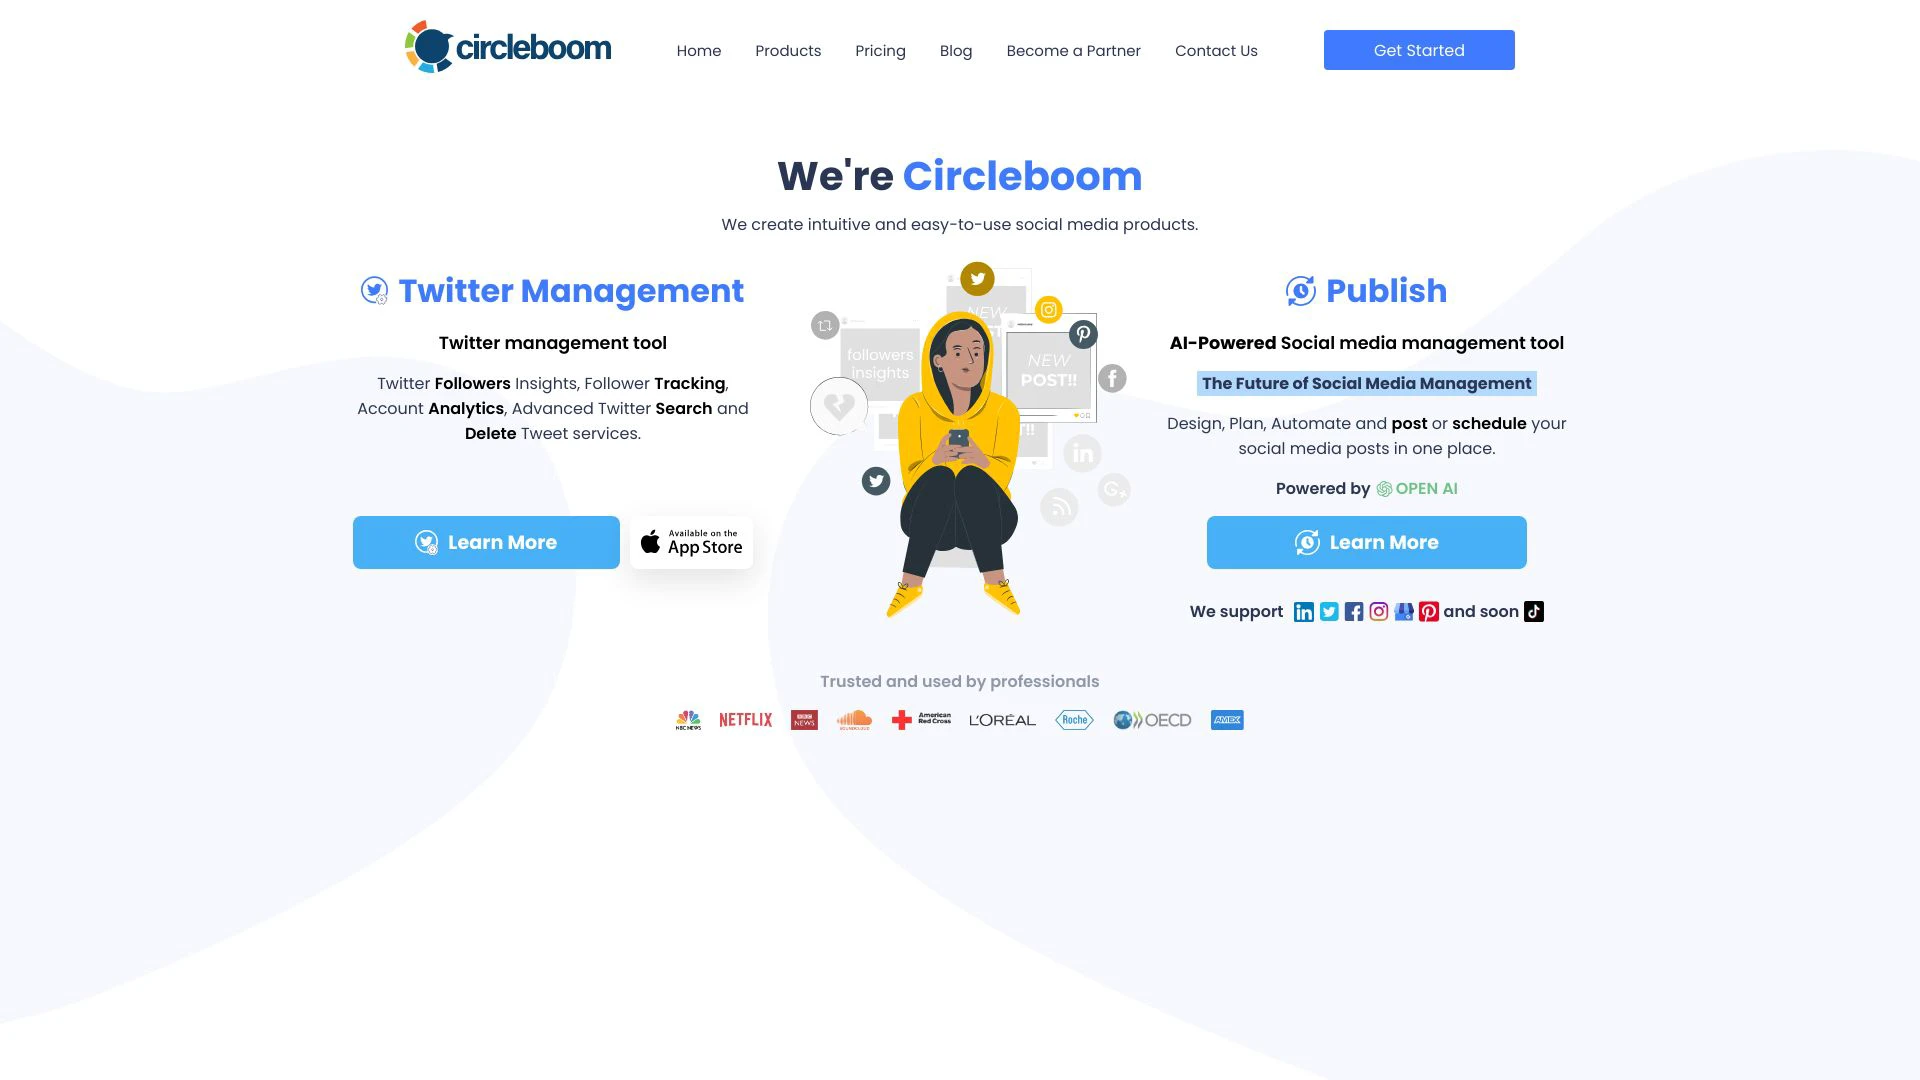 circleboom
Home
Products
Pricing
Blog
Become a Partner
Contact Us
Get Started
We're Circleboom
We create intuitive and easy-to-use social media products.
Twitter Management
Twitter management tool
Twitter Followers Insights, Follower Tracking,
Account Analytics, Advanced Twitter Search and
Delete Tweet services.
Learn More
Available on the
App Store
NEW
followers
insights
NEW
POST!!
Publish
AI-Powered Social media management tool
The Future of Social Media Management
Design, Plan, Automate and post or schedule your
social media posts in one place.
Powered by OPEN AI
Learn More
We support
and soon
Trusted and used by professionals
NBC NEWS
NETFLIX
BBC
NEWS
SOUNDCLOUD
American
Red Cross
L'ORÉAL
Roche
OECD
AMEX